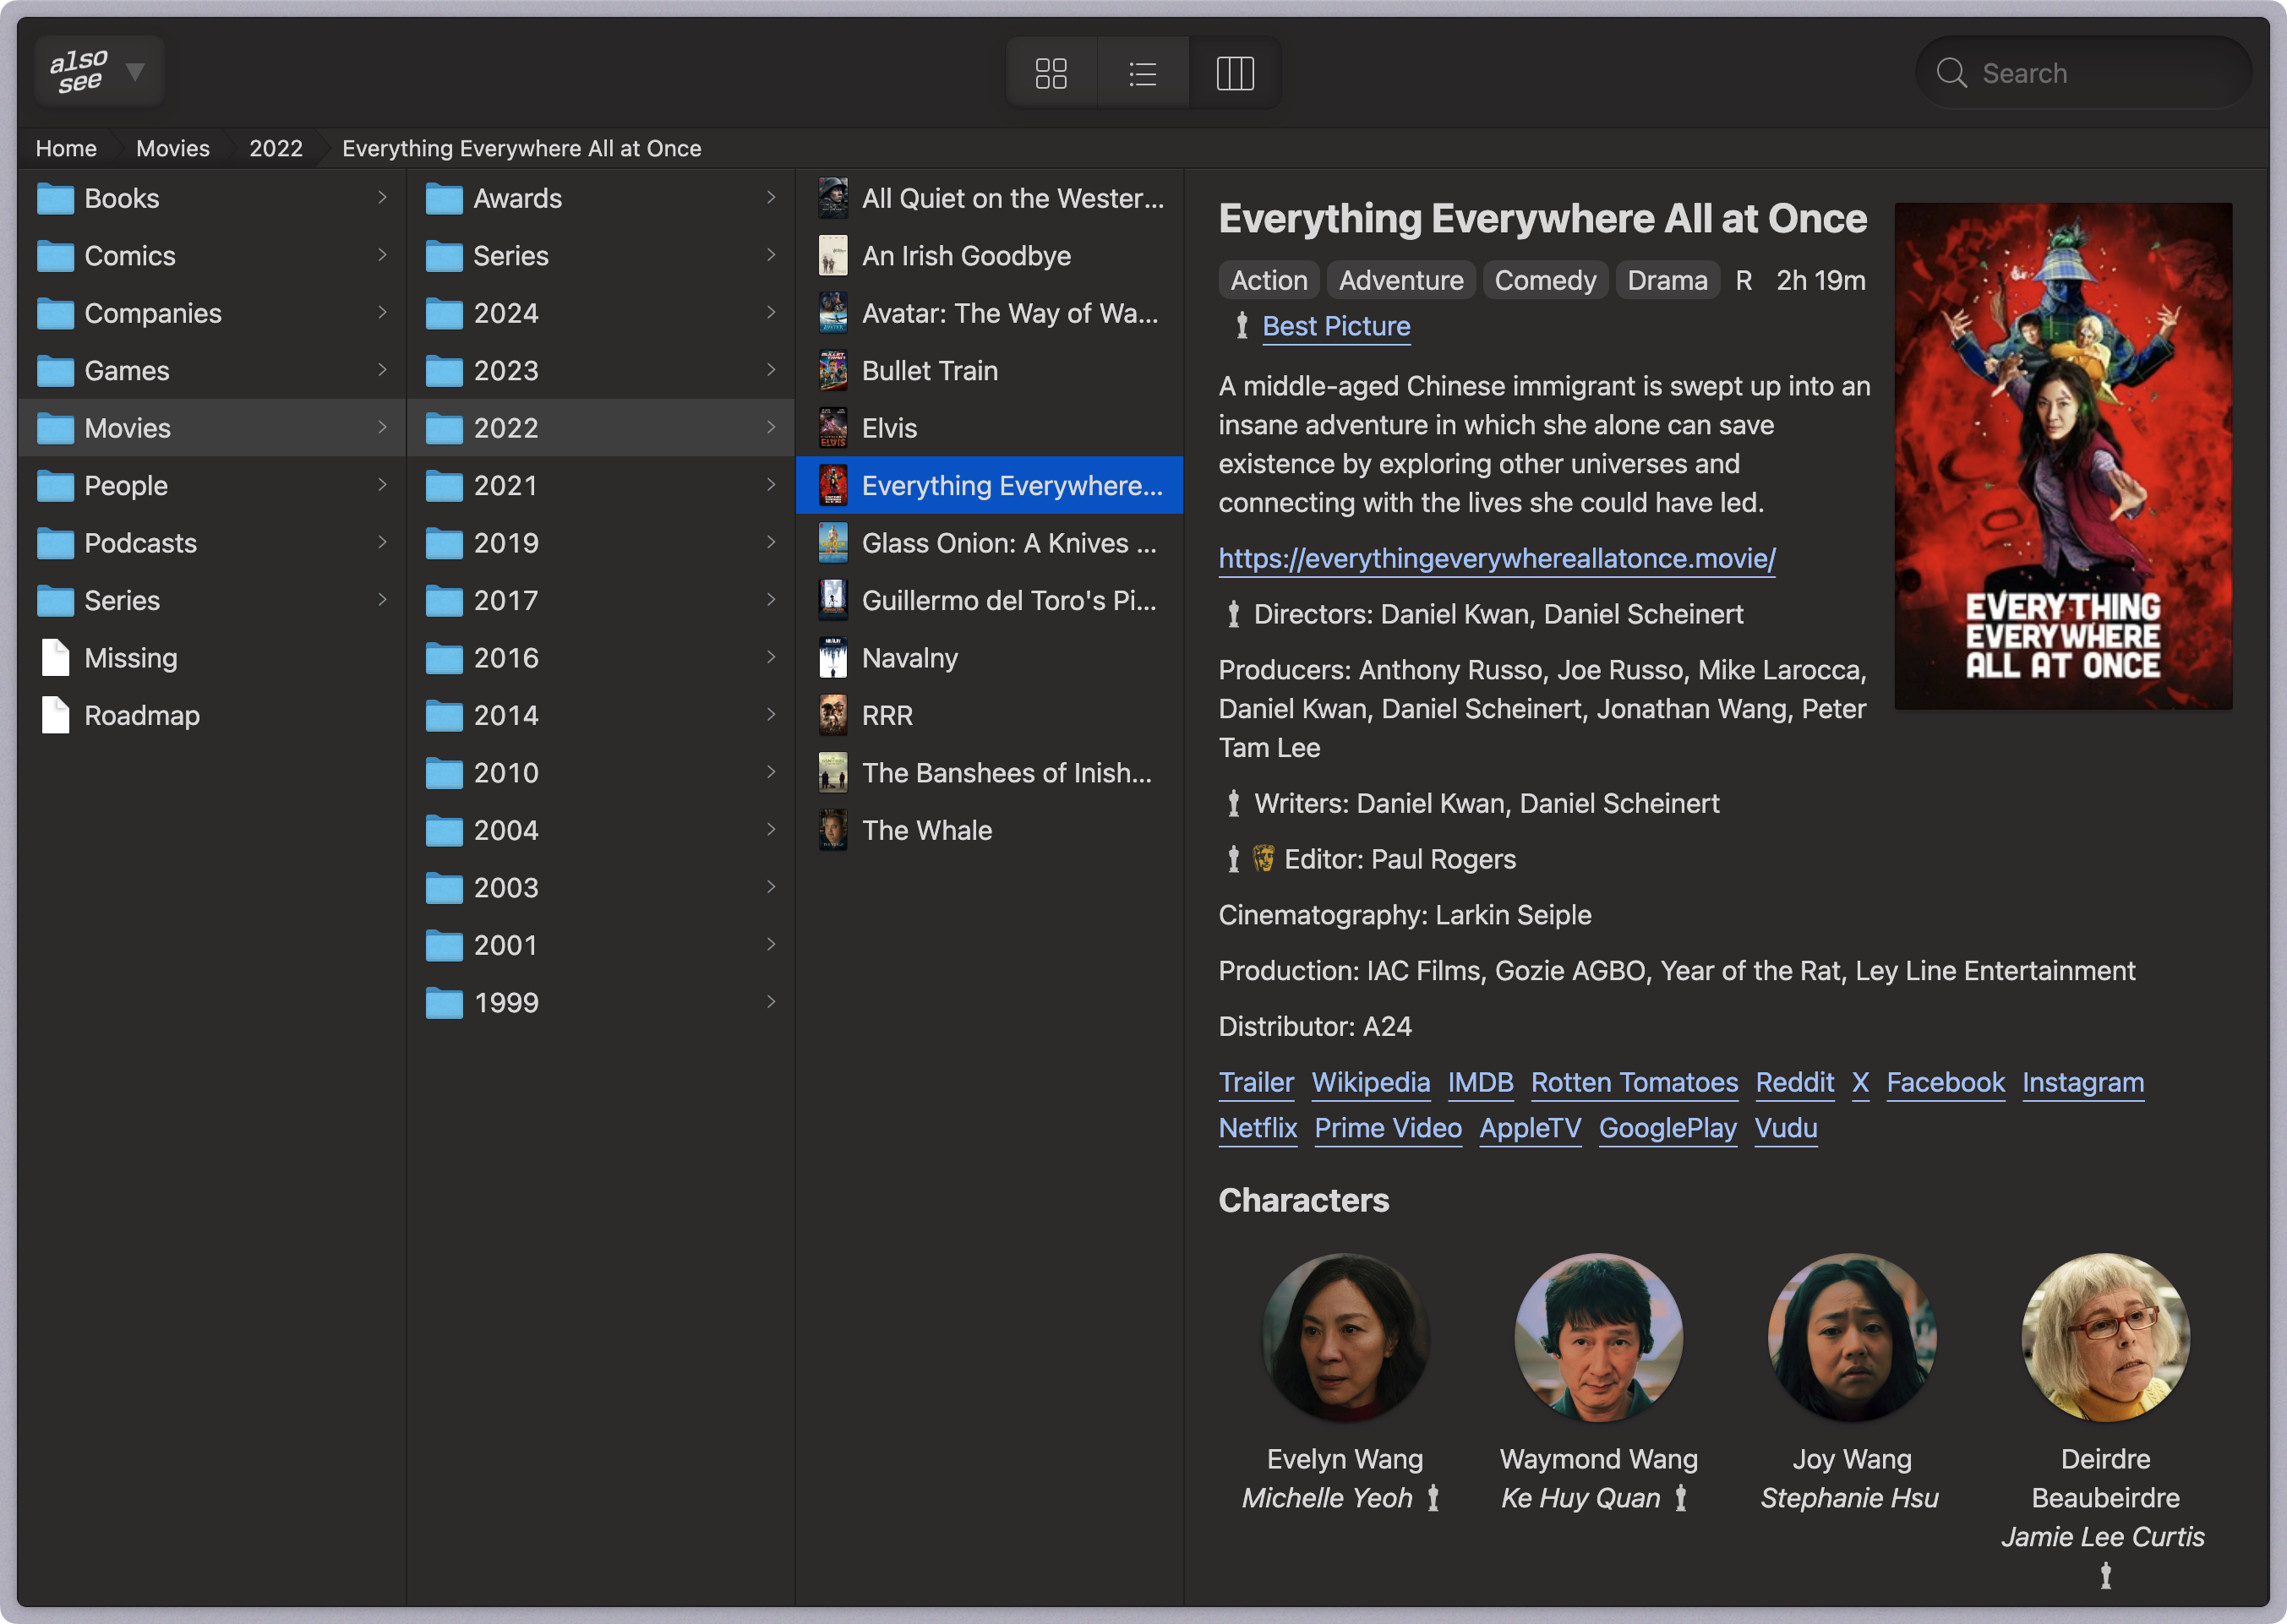 also
see
Search
Home
Movies
2022
Everything Everywhere All at Once
Books
Comics
Companies
Games
Movies
People
Podcasts
Series
Missing
Roadmap
Awards
Series
2024
2023
2022
2021
2019
2017
2016
2014
2010
2004
2003
2001
1999
All Quiet on the Wester...
An Irish Goodbye
Avatar: The Way of Wa...
Bullet Train
Elvis
Everything Everywhere...
Glass Onion: A Knives ...
Guillermo del Toro's Pi...
Navalny
RRR
The Banshees of Inish...
The Whale
Everything Everywhere All at Once
Action Adventure Comedy Drama R 2h 19m
Best Picture
A middle-aged Chinese immigrant is swept up into an
insane adventure in which she alone can save
existence by exploring other universes and
connecting with the lives she could have led.
https://everythingeverywhereallatonce.movie/
Directors: Daniel Kwan, Daniel Scheinert
Producers: Anthony Russo, Joe Russo, Mike Larocca,
Daniel Kwan, Daniel Scheinert, Jonathan Wang, Peter
Tam Lee
Writers: Daniel Kwan, Daniel Scheinert
Editor: Paul Rogers
Cinematography: Larkin Seiple
Production: IAC Films, Gozie AGBO, Year of the Rat, Ley Line Entertainment
Distributor: A24
Trailer Wikipedia IMDB Rotten Tomatoes Reddit X Facebook Instagram
Netflix Prime Video AppleTV GooglePlay Vudu
EVERYTHING
EVERYWHERE
ALL AT ONCE
Characters
Evelyn Wang
Michelle Yeoh
Waymond Wang
Ke Huy Quan
Joy Wang
Stephanie Hsu
Deirdre
Beaubeirdre
Jamie Lee Curtis